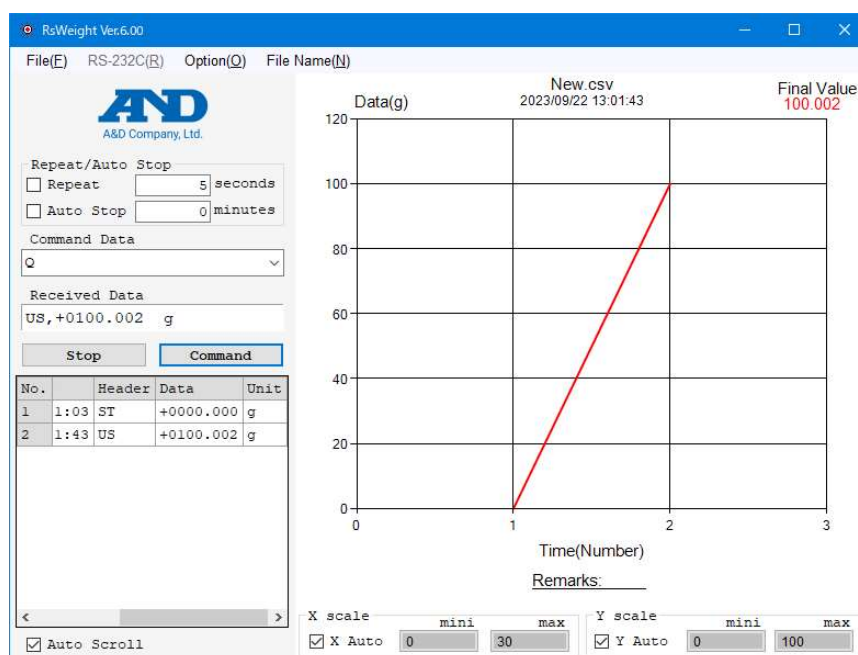 RsWeight Ver.6.00
File(F) RS-232C(R) Option(O) File Name(N)
AND
A&D Company, Ltd.
Repeat/Auto Stop
Repeat 5 seconds
Auto Stop 0 minutes
Command Data
Q
Received Data
US,+0100.002 g
Stop Command
No. Header Data Unit
1 1:03 ST +0000.000 g
2 1:43 US +0100.002 g
Auto Scroll
New.csv
Data(g) 2023/09/22 13:01:43 Final Value
100.002
120
100
80
60
40
20
0
0 1 2 3
Time(Number)
Remarks:
X scale mini max
X Auto 0 30
Y scale mini max
Y Auto 0 100